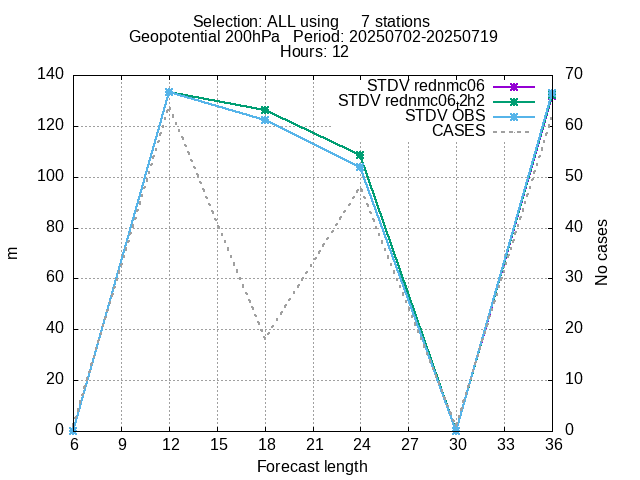 Selection: ALL using 7 stations
Geopotential 200hPa Period: 20250702-20250719
Hours: 12
STDV rednmc06
STDV rednmc06,2h2
STDV OBS
CASES
140
120
100
80
60
40
20
0
70
60
50
40
30
20
10
0
m
No cases
6 9 12 15 18 21 24 27 30 33 36
Forecast length